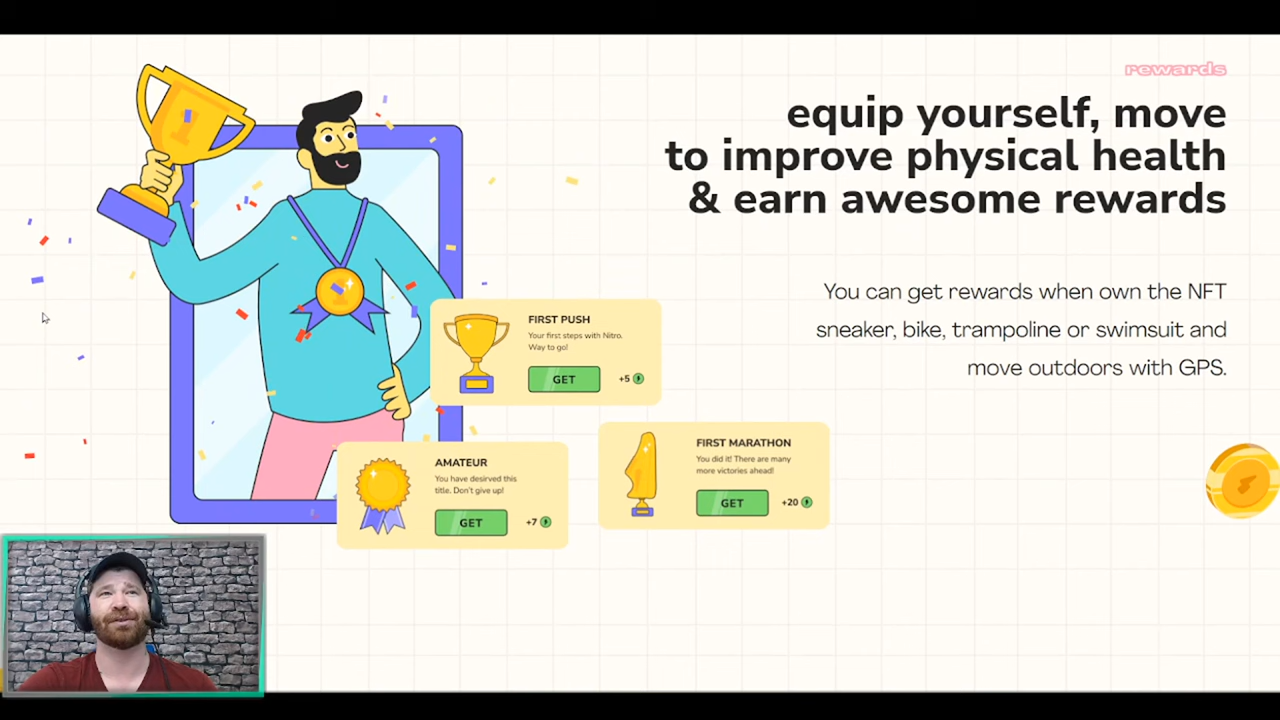 rewards
equip yourself, move
to improve physical health
& earn awesome rewards
You can get rewards when own the NFT
sneaker, bike, trampoline or swimsuit and
move outdoors with GPS.
1
1
FIRST PUSH
Your first steps with Nitro.
Way to go!
GET
+5
AMATEUR
You have desirved this
title. Don't give up!
GET
+7
FIRST MARATHON
You did it! There are many
more victories ahead!
GET
+20